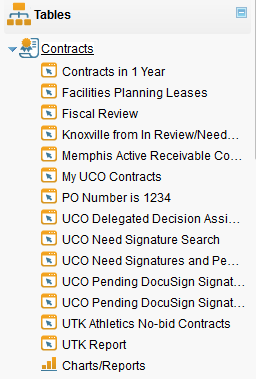 Tables
Contracts
Contracts in 1 Year
Facilities Planning Leases
Fiscal Review
Knoxville from In Review/Need...
Memphis Active Receivable Co...
My UCO Contracts
PO Number is 1234
UCO Delegated Decision Assi...
UCO Need Signature Search
UCO Need Signatures and Pe...
UCO Pending DocuSign Signat...
UCO Pending DocuSign Signat...
UTK Athletics No-bid Contracts
UTK Report
Charts/Reports